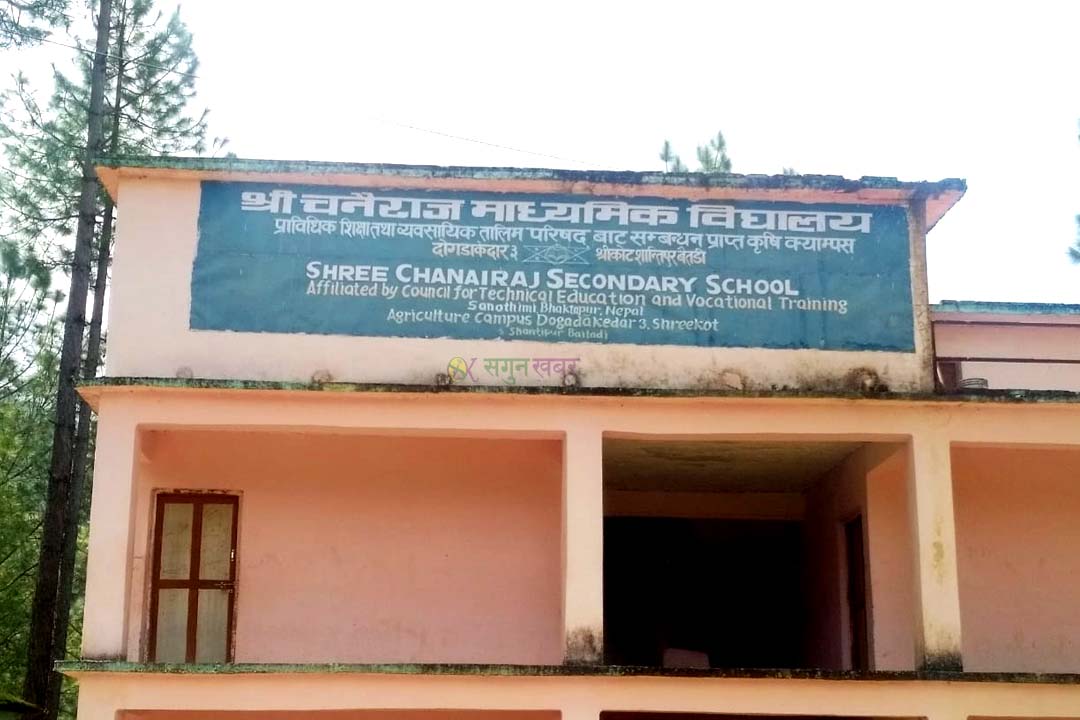 श्री चनैराज माध्यमिक विद्यालय
प्राविधिक शिक्षा तथा व्यवसायिक तालिम परिषद बाट सम्बन्धन प्राप्त कृषि क्याम्पस
दोगडाकेदार ३ श्रीकोट शान्तिपुर बैतडी
SHREE CHANAIRAJ SECONDARY SCHOOL
Affiliated by Council for Technical Education and Vocational Training
Sanothimi Bhaktapur, Nepal
Agriculture Campus Dogadakedar 3, Shreekot
Shantipur Baitadi
सगुन खबर